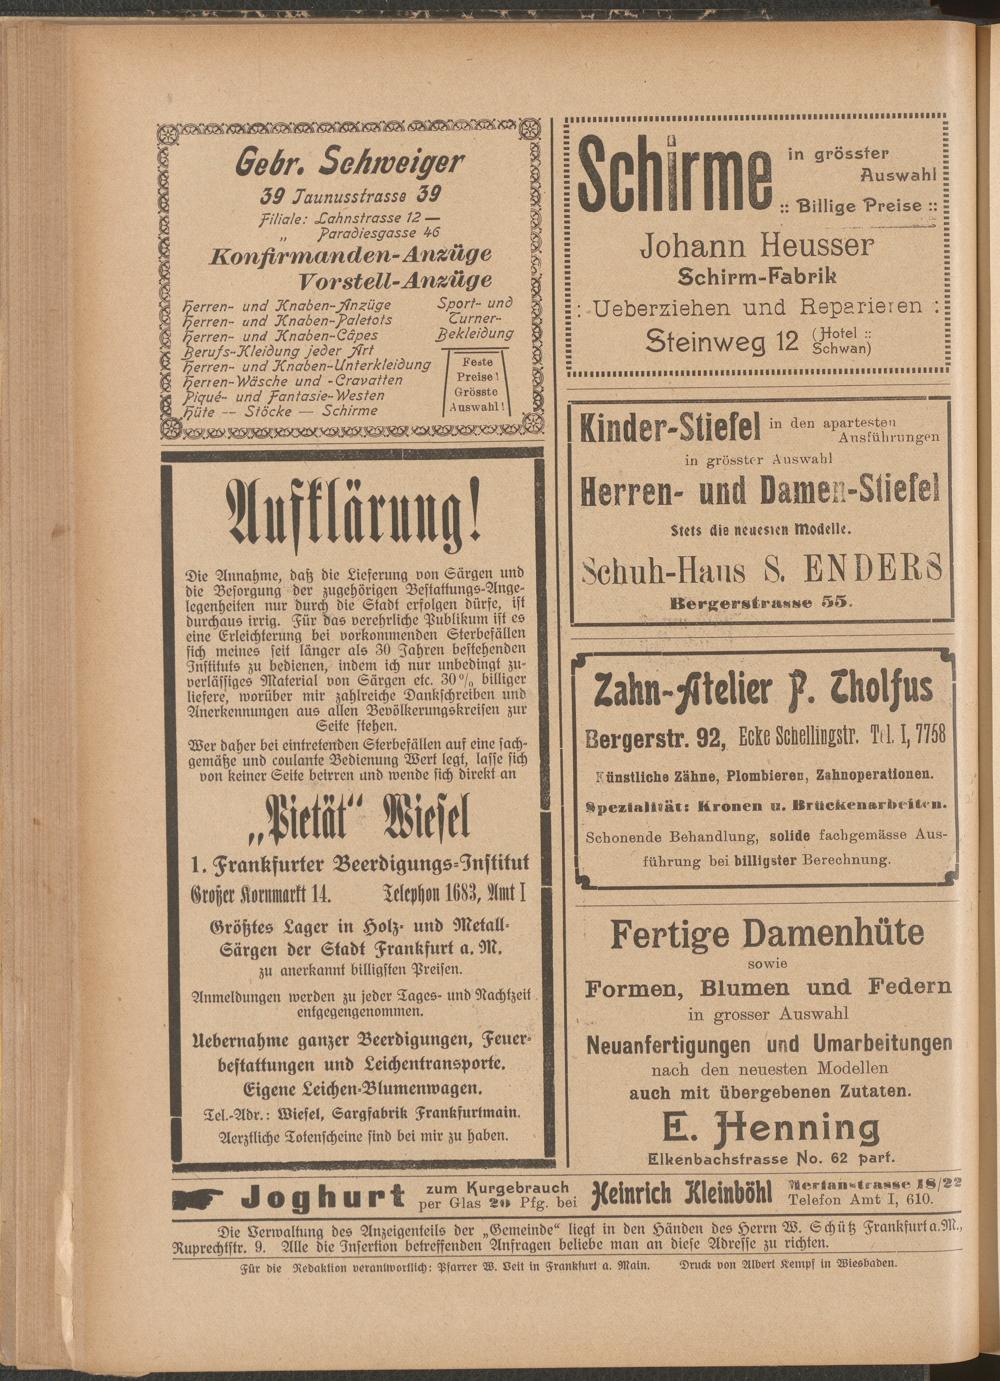 Gebr. Schweiger
39 Taunusstrasse 39
Filiale: Lahnstrasse 12 —
„ Paradiesgasse 46
Konfirmanden-Anzüge
Vorstell-Anzüge
Herren- und Knaben-Anzüge
Herren- und Knaben-Paletots
Herren- und Knaben-Câpes
Berufs-Kleidung jeder Art
Herren- und Knaben-Unterkleidung
Herren-Wäsche und -Cravatten
Piqué- und Fantasie-Westen
Hüte — Stöcke — Schirme
Sport- und
Turner-
Bekleidung
Feste
Preise!
Grösste
Auswahl!
Aufklärung!
Die Annahme, daß die Lieferung von Särgen und
die Besorgung der zugehörigen Bestattungs-Ange-
legenheiten nur durch die Stadt erfolgen dürfe, ist
durchaus irrig. Für das verehrliche Publikum ist es
eine Erleichterung bei vorkommenden Sterbefällen
sich meines seit länger als 30 Jahren bestehenden
Instituts zu bedienen, indem ich nur unbedingt zu-
verlässiges Material von Särgen etc. 30% billiger
liefere, worüber mir zahlreiche Dankschreiben und
Anerkennungen aus allen Bevölkerungskreisen zur
Seite stehen.
Wer daher bei eintretenden Sterbefällen auf eine sach-
gemäße und coulante Bedienung Wert legt, lasse sich
von keiner Seite beirren und wende sich direkt an
„Pietät“ Wiesel
1. Frankfurter Beerdigungs-Institut
Großer Kornmarkt 14. Telephon 1683, Amt I
Größtes Lager in Holz- und Metall-
Särgen der Stadt Frankfurt a. M.
zu anerkannt billigsten Preisen.
Anmeldungen werden zu jeder Tages- und Nachtzeit
entgegengenommen.
Uebernahme ganzer Beerdigungen, Feuer-
bestattungen und Leichentransporte.
Eigene Leichen-Blumenwagen.
Tel.-Adr.: Wiesel, Sargfabrik Frankfurtmain.
Aerztliche Totenscheine sind bei mir zu haben.
Schirme in grösster
Auswahl
:: Billige Preise ::
Johann Heusser
Schirm-Fabrik
: Ueberziehen und Reparieren :
Steinweg 12 (Hotel ::
Schwan)
Kinder-Stiefel in den apartesten
Ausführungen
in grösster Auswahl
Herren- und Damen-Stiefel
Stets die neuesten Modelle.
Schuh-Haus S. ENDERS
Bergerstrasse 55.
Zahn-Atelier P. Tholfus
Bergerstr. 92, Ecke Schellingstr. Tel. I, 7758
Künstliche Zähne, Plombieren, Zahnoperationen.
Spezialität: Kronen u. Brückenarbeiten.
Schonende Behandlung, solide fachgemässe Aus-
führung bei billigster Berechnung.
Fertige Damenhüte
sowie
Formen, Blumen und Federn
in grosser Auswahl
Neuanfertigungen und Umarbeitungen
nach den neuesten Modellen
auch mit übergebenen Zutaten.
E. Henning
Elkenbachstrasse No. 62 part.
Joghurt zum Kurgebrauch
per Glas 20 Pfg. bei Heinrich Kleinböhl Merianstrasse 18/22
Telefon Amt I, 610.
Die Verwaltung des Anzeigenteils der „Gemeinde“ liegt in den Händen des Herrn W. Schütz Frankfurt a. M.,
Ruprechtstr. 9. Alle die Insertion betreffenden Anfragen beliebe man an diese Adresse zu richten.
Für die Redaktion verantwortlich: Pfarrer W. Veit in Frankfurt a. Main. Druck von Albert Kempf in Wiesbaden.